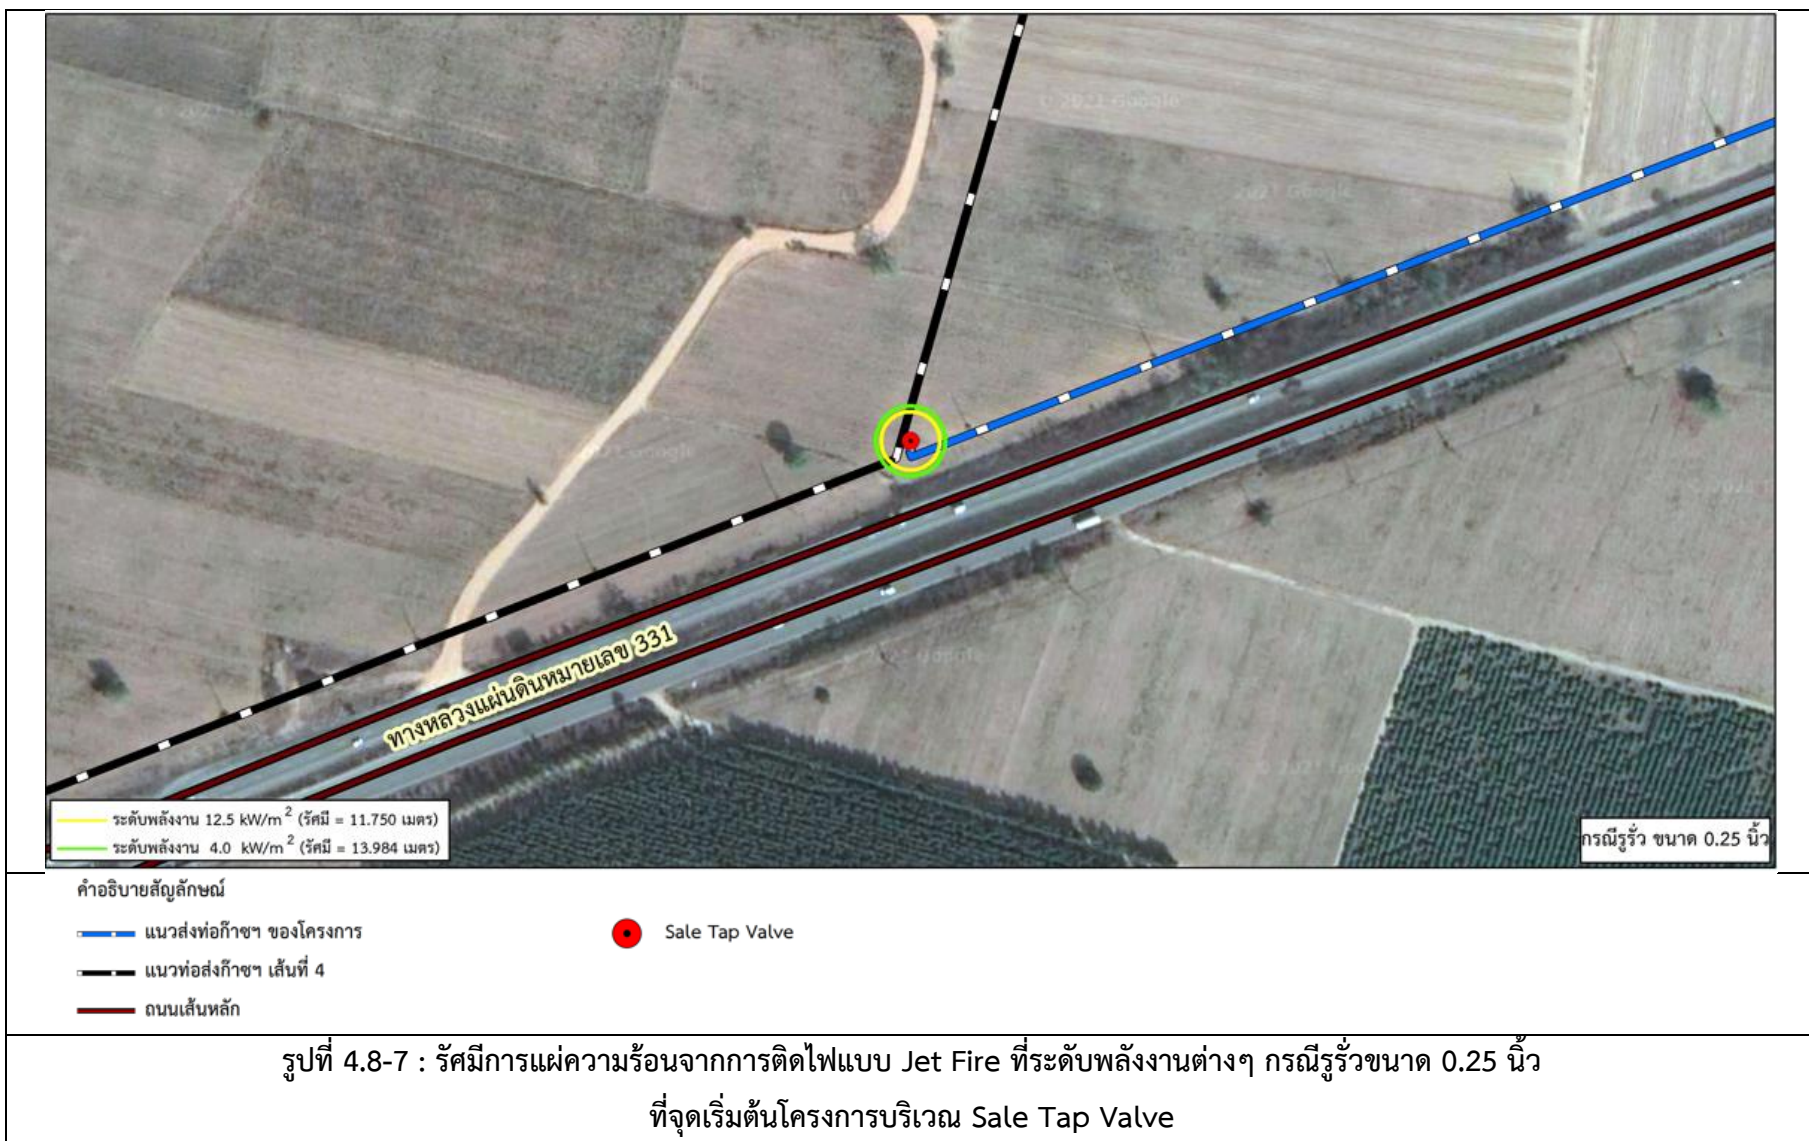 © 2021 Google
2021 Google
2021 Google
ทางหลวงแผ่นดินหมายเลข 331
ระดับพลังงาน 12.5 kW/m² (รัศมี = 11.750 เมตร)
ระดับพลังงาน 4.0 kW/m² (รัศมี = 13.984 เมตร)
กรณีรูรั่ว ขนาด 0.25 นิ้ว
คำอธิบายสัญลักษณ์
แนวส่งท่อก๊าซฯ ของโครงการ
Sale Tap Valve
แนวท่อส่งก๊าซฯ เส้นที่ 4
ถนนเส้นหลัก
รูปที่ 4.8-7 : รัศมีการแผ่ความร้อนจากการติดไฟแบบ Jet Fire ที่ระดับพลังงานต่างๆ กรณีรูรั่วขนาด 0.25 นิ้ว
ที่จุดเริ่มต้นโครงการบริเวณ Sale Tap Valve